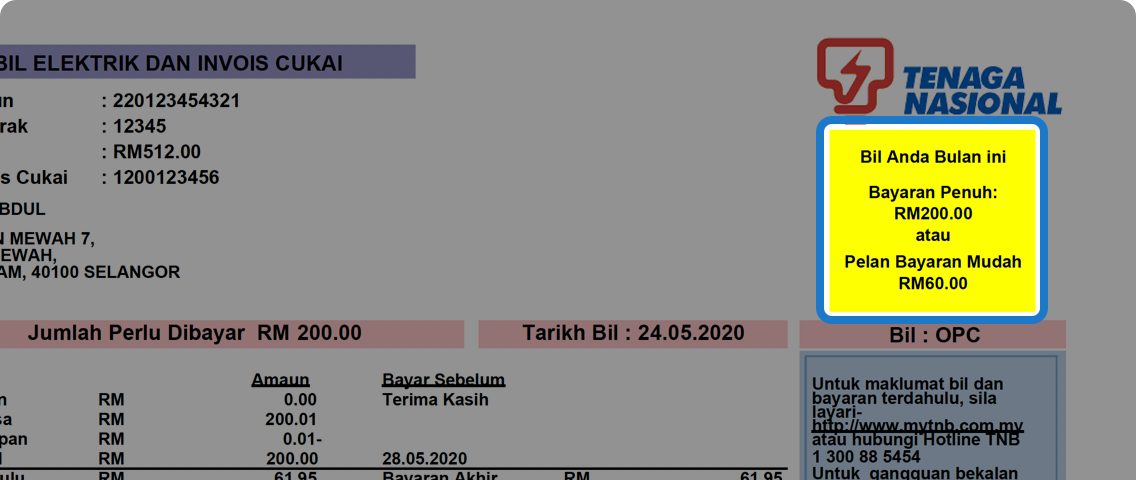 BIL ELEKTRIK DAN INVOIS CUKAI
TENAGA
NASIONAL
: 220123454321
rak : 12345
: RM512.00
s Cukai : 1200123456
BDUL
N MEWAH 7,
EWAH,
AM, 40100 SELANGOR
Bil Anda Bulan ini
Bayaran Penuh:
RM200.00
atau
Pelan Bayaran Mudah
RM60.00
Jumlah Perlu Dibayar RM 200.00
Tarikh Bil : 24.05.2020
Bil : OPC
Amaun Bayar Sebelum
n RM 0.00 Terima Kasih
sa RM 200.01
pan RM 0.01-
RM 200.00 28.05.2020
ulu RM 61.95 Bayaran Akhir RM 61.95
Untuk maklumat bil dan
bayaran terdahulu, sila
layari-
http://www.mytnb.com.my
atau hubungi Hotline TNB
1 300 88 5454
Untuk gangguan bekalan